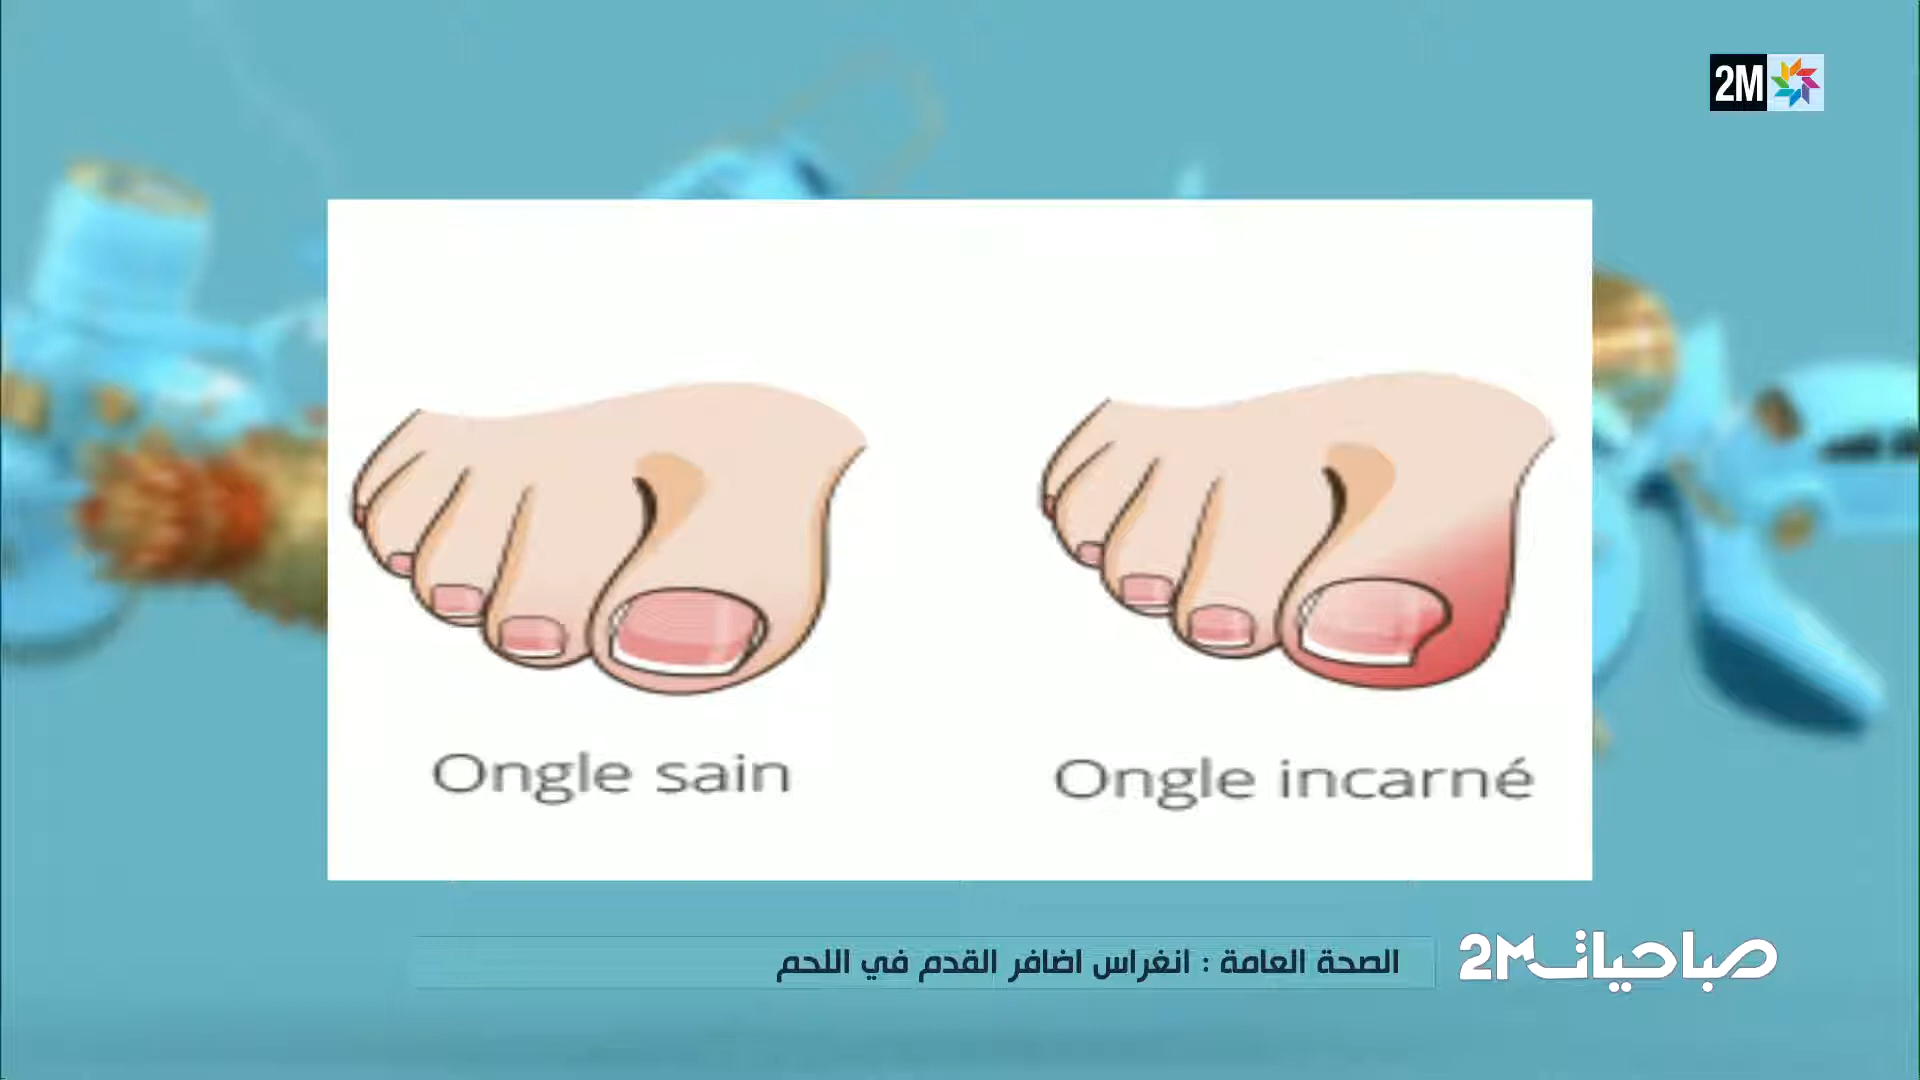 2M
Ongle sain
Ongle incarné
الصحة العامة : انغراس اضافر القدم في اللحم
صباحيات 2M